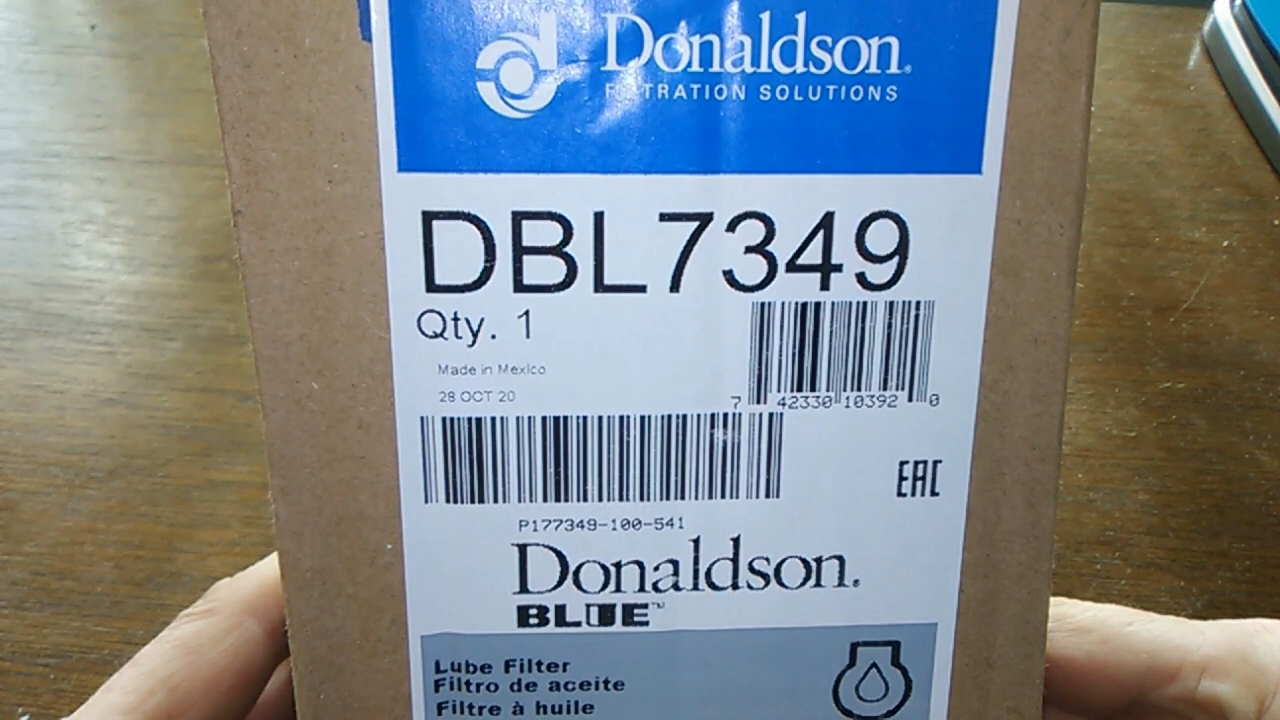 Donaldson.
FILTRATION SOLUTIONS
DBL7349
Qty. 1
Made in Mexico
28 OCT 20
7 42330 10392 0
EAC
P177349-100-541
Donaldson.
BLUE™
Lube Filter
Filtro de aceite
Filtre à huile